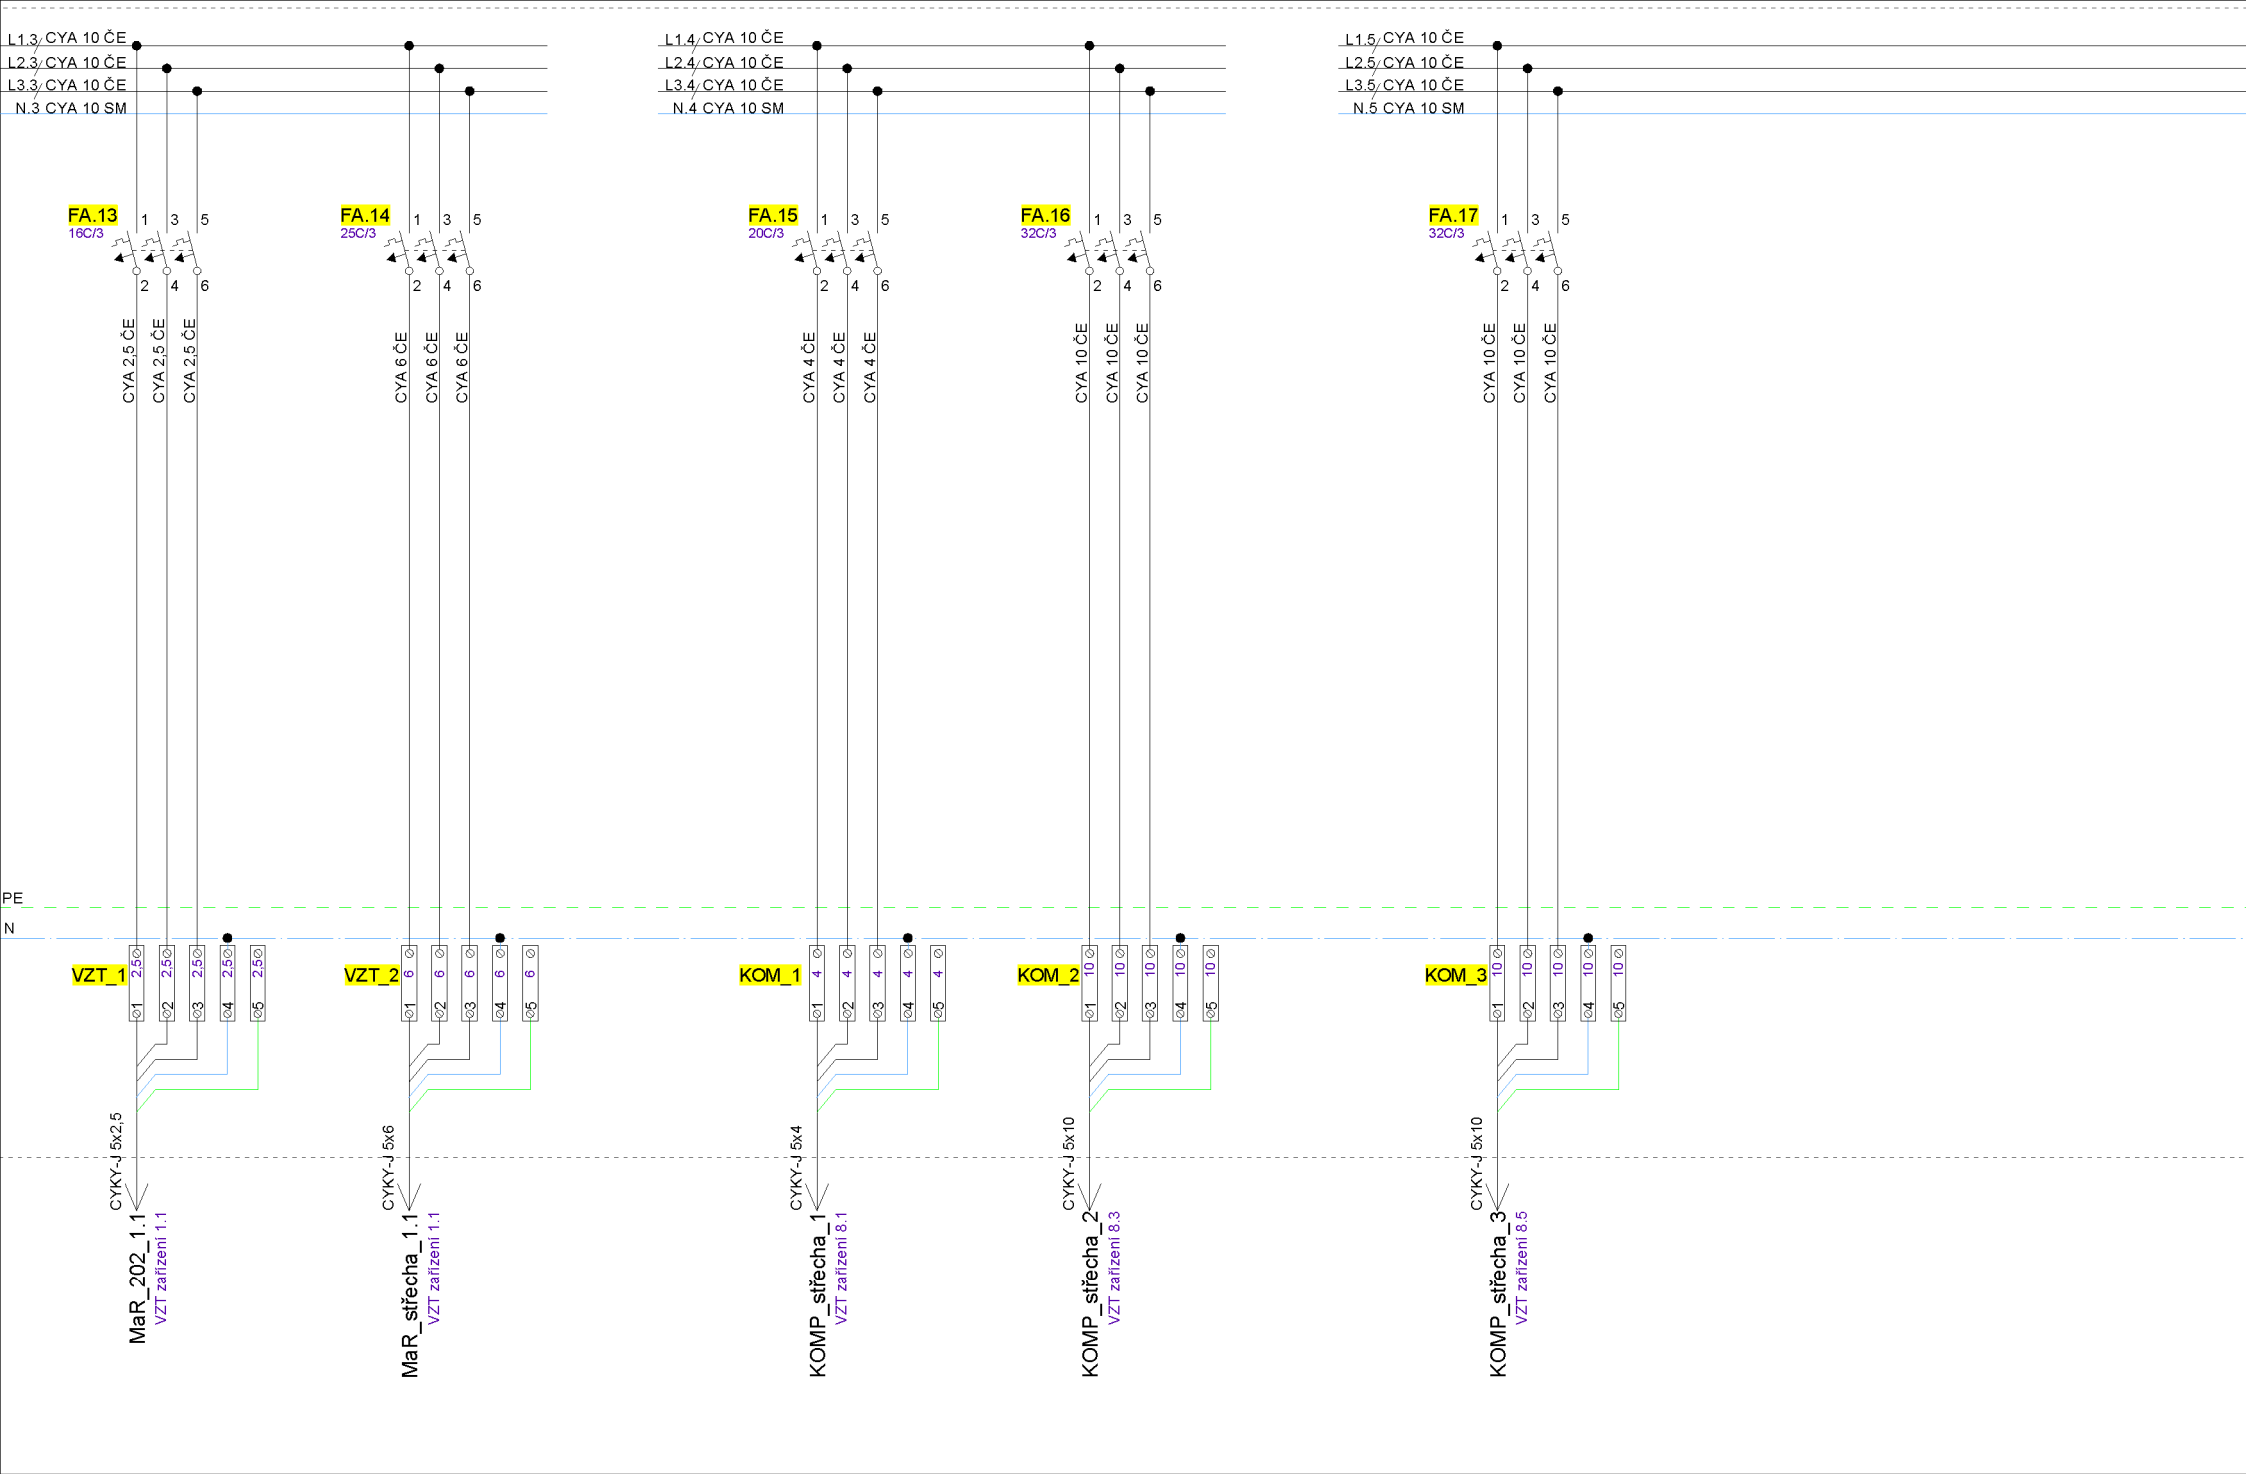 L1.3 CYA 10 ČE
L2.3 CYA 10 ČE
L3.3 CYA 10 ČE
N.3 CYA 10 SM
L1.4 CYA 10 ČE
L2.4 CYA 10 ČE
L3.4 CYA 10 ČE
N.4 CYA 10 SM
L1.5 CYA 10 ČE
L2.5 CYA 10 ČE
L3.5 CYA 10 ČE
N.5 CYA 10 SM
FA.13
16C/3
1 3 5
2 4 6
CYA 2,5 ČE
CYA 2,5 ČE
CYA 2,5 ČE
FA.14
25C/3
1 3 5
2 4 6
CYA 6 ČE
CYA 6 ČE
CYA 6 ČE
FA.15
20C/3
1 3 5
2 4 6
CYA 4 ČE
CYA 4 ČE
CYA 4 ČE
FA.16
32C/3
1 3 5
2 4 6
CYA 10 ČE
CYA 10 ČE
CYA 10 ČE
FA.17
32C/3
1 3 5
2 4 6
CYA 10 ČE
CYA 10 ČE
CYA 10 ČE
PE
N
VZT_1
2,5 2,5 2,5 2,5 2,5
1 2 3 4 5
CYKY-J 5x2,5
MaR_202_1.1
VZT zařízení 1.1
VZT_2
6 6 6 6 6
1 2 3 4 5
CYKY-J 5x6
MaR_střecha_1.1
VZT zařízení 1.1
KOM_1
4 4 4 4 4
1 2 3 4 5
CYKY-J 5x4
KOMP_střecha_1
VZT zařízení 8.1
KOM_2
10 10 10 10 10
1 2 3 4 5
CYKY-J 5x10
KOMP_střecha_2
VZT zařízení 8.3
KOM_3
10 10 10 10 10
1 2 3 4 5
CYKY-J 5x10
KOMP_střecha_3
VZT zařízení 8.5